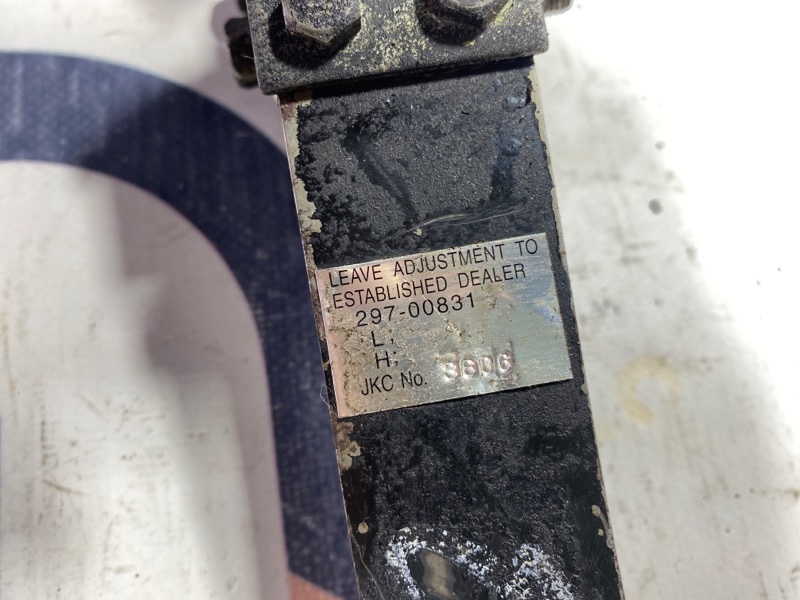 LEAVE ADJUSTMENT TO
ESTABLISHED DEALER
297-00831
L;
H;
JKC No. 3806